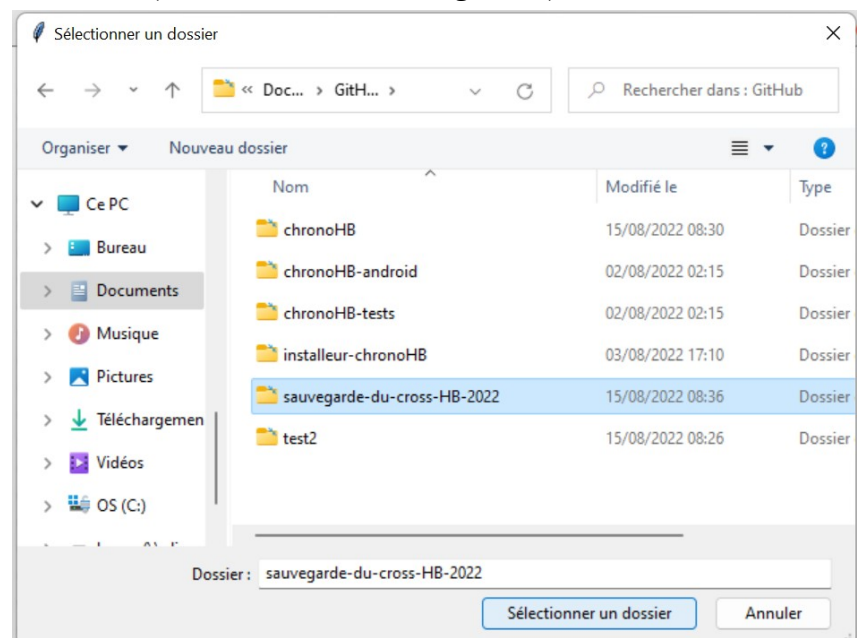 Sélectionner un dossier
« Doc... › GitH... ›
Rechercher dans : GitHub
Organiser
Nouveau dossier
Nom
Modifié le
Type
Ce PC
Bureau
Documents
Musique
Pictures
Téléchargemen
Vidéos
OS (C:)
chronoHB 15/08/2022 08:30 Dossier
chronoHB-android 02/08/2022 02:15 Dossier
chronoHB-tests 02/08/2022 02:15 Dossier
installeur-chronoHB 03/08/2022 17:10 Dossier
sauvegarde-du-cross-HB-2022 15/08/2022 08:36 Dossier
test2 15/08/2022 08:26 Dossier
Dossier : sauvegarde-du-cross-HB-2022
Sélectionner un dossier
Annuler